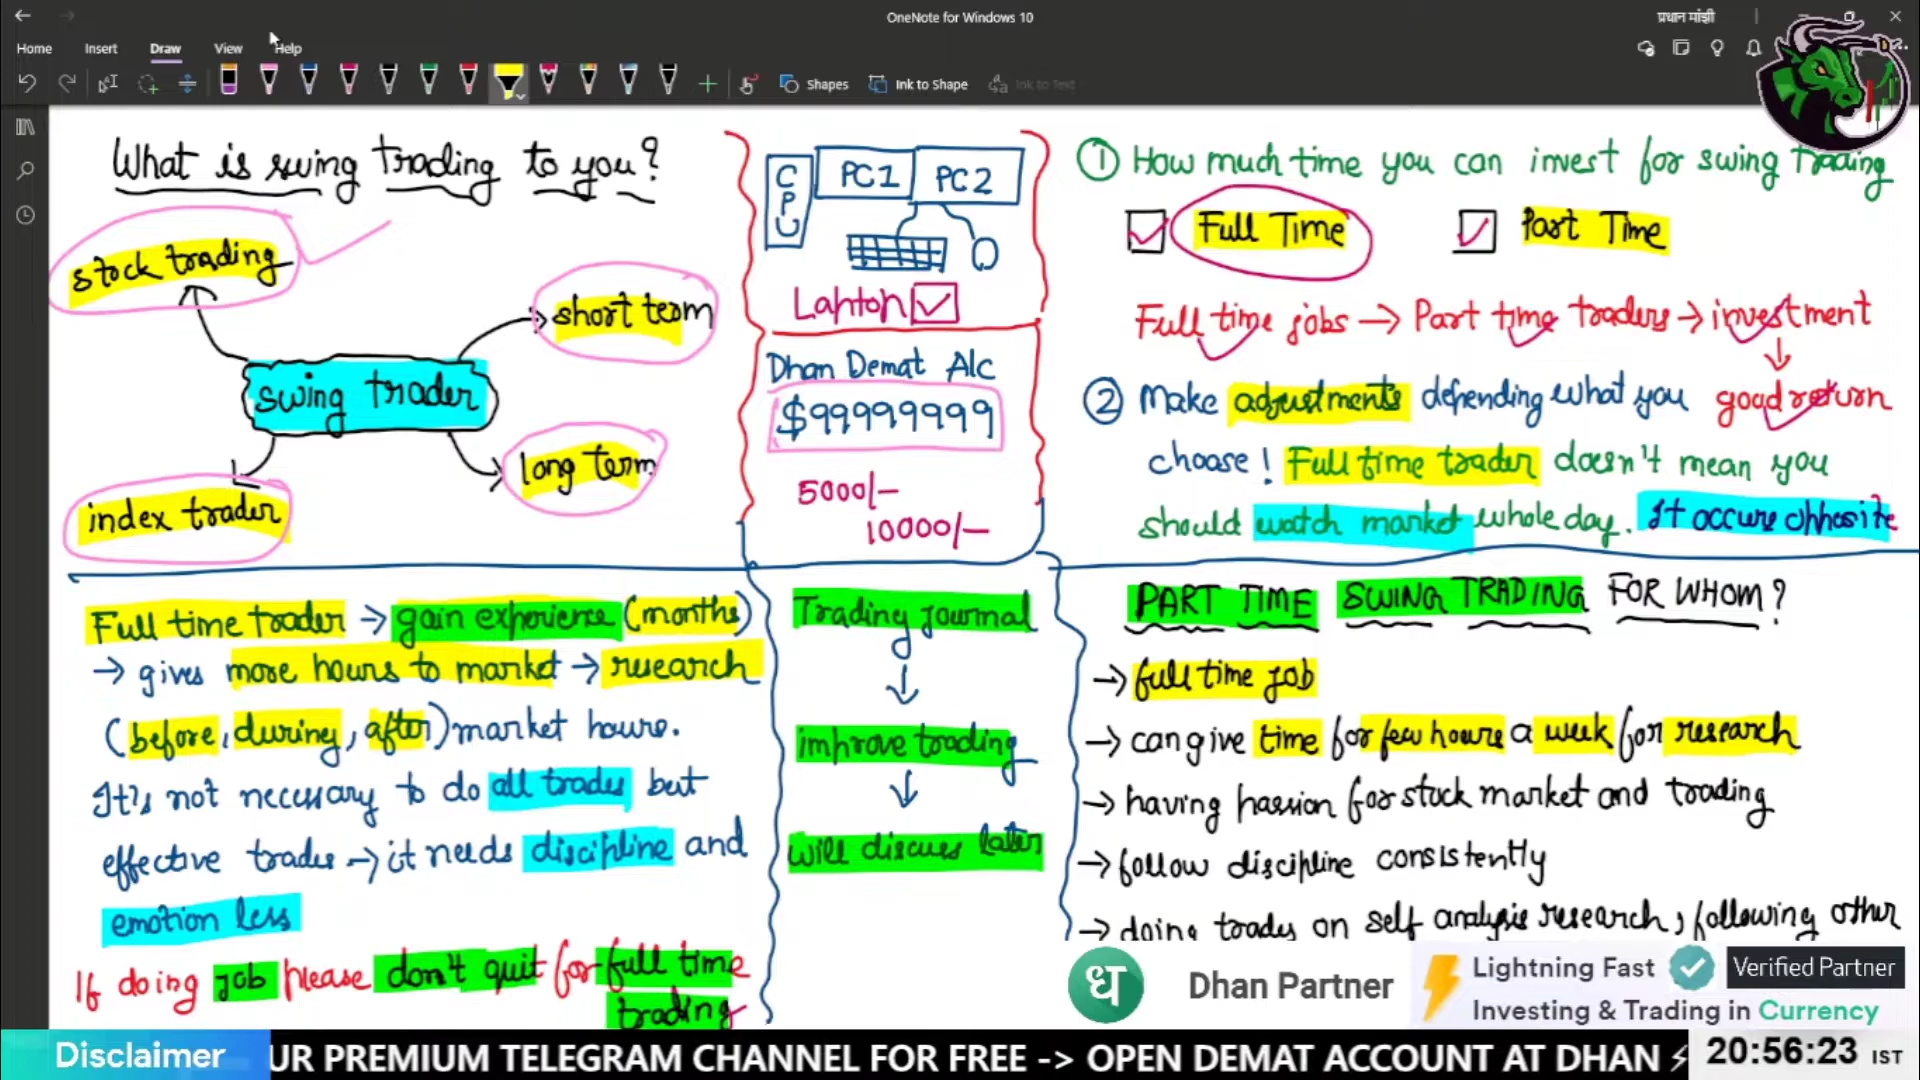 OneNote for Windows 10
प्रधान मांझी
Home Insert Draw View Help
Shapes Ink to Shape Ink to Text
What is swing trading to you?
stock trading
short term
swing trader
long term
index trader
CPU PC1 PC2
Lahton
Dhan Demat Alc
$99999999
5000/-
10000/-
① How much time you can invest for swing trading
Full Time Part Time
Full time jobs → Part time traders → investment
② Make adjustments depending what you good return
choose! Full time trader doesn't mean you
should watch market whole day. It occurs opposite
Full time trader → gain experience (months)
→ gives more hours to market → research
(before, during, after) market hours.
It's not necessary to do all trades but
effective trades → it needs discipline and
emotion less
If doing job please don't quit for full time
trading
Trading journal
↓
improve trading
↓
will discuss later
PART TIME SWING TRADING FOR WHOM?
→ full time job
→ can give time for few hours a week for research
→ having passion for stock market and trading
→ follow discipline consistently
→ doing trades on self analysis research, following other
ध Dhan Partner
Lightning Fast Verified Partner
Investing & Trading in Currency
Disclaimer UR PREMIUM TELEGRAM CHANNEL FOR FREE -> OPEN DEMAT ACCOUNT AT DHAN ⚡ 20:56:23 IST